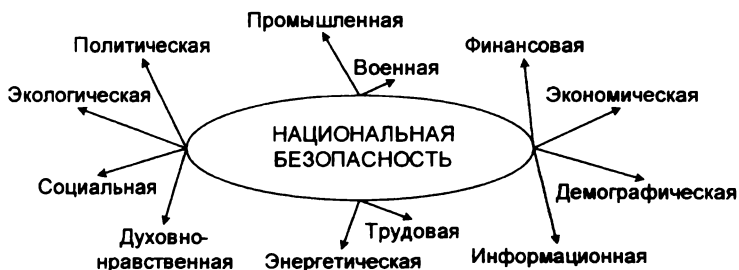 Промышленная
Политическая
Финансовая
Военная
Экологическая
Экономическая
НАЦИОНАЛЬНАЯ
БЕЗОПАСНОСТЬ
Социальная
Демографическая
Духовно-
нравственная
Трудовая
Энергетическая
Информационная